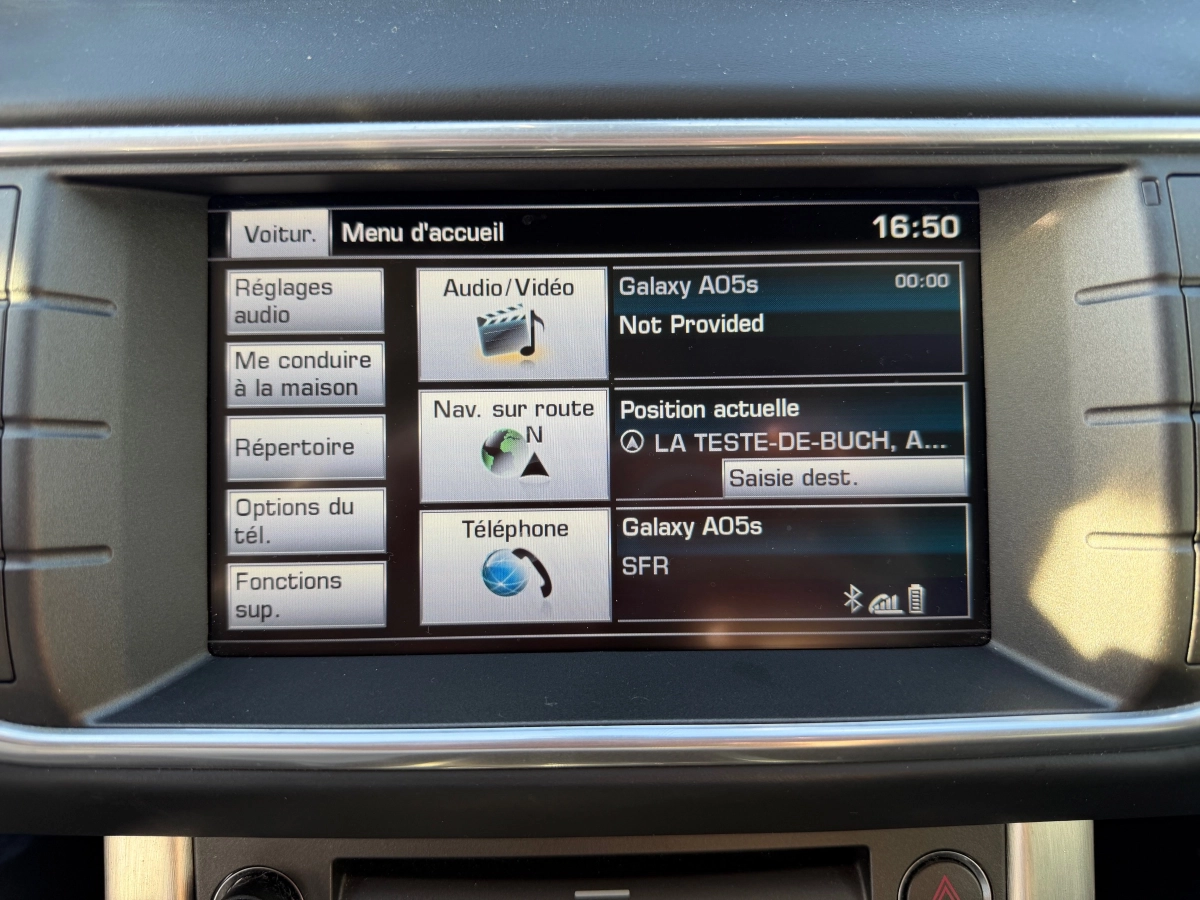 Voitur. Menu d'accueil 16:50
Réglages
audio
Me conduire
à la maison
Répertoire
Options du
tél.
Fonctions
sup.
Audio/Vidéo
Nav. sur route
N
Téléphone
Galaxy A05s 00:00
Not Provided
Position actuelle
LA TESTE-DE-BUCH, A...
Saisie dest.
Galaxy A05s
SFR